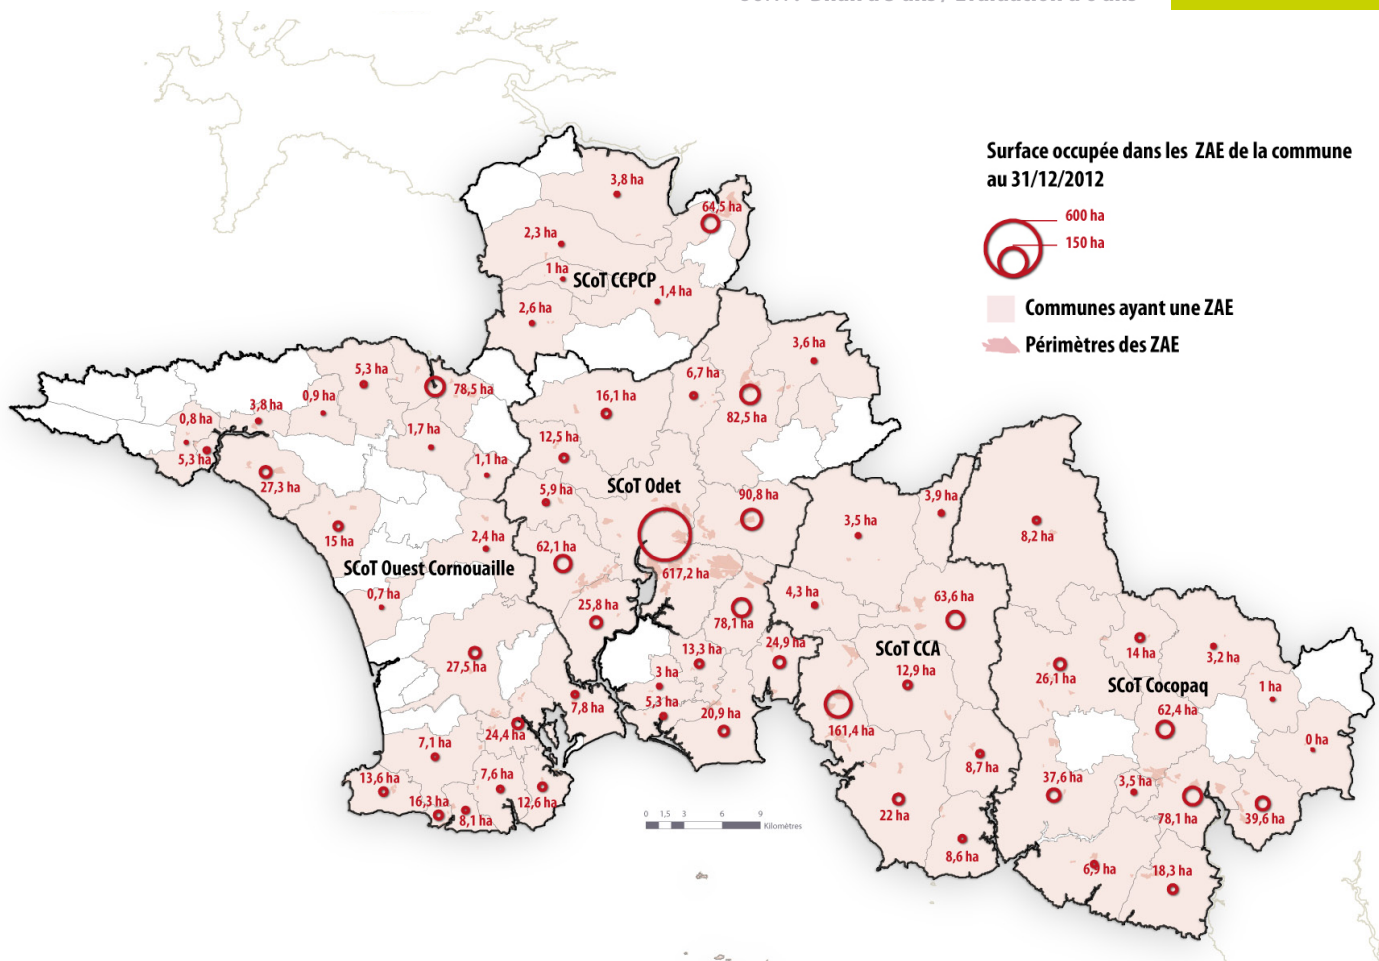 Surface occupée dans les ZAE de la commune
au 31/12/2012
600 ha
150 ha
Communes ayant une ZAE
Périmètres des ZAE
3,8 ha
64,5 ha
2,3 ha
1 ha
SCoT CCPCP
1,4 ha
2,6 ha
3,6 ha
5,3 ha
6,7 ha
78,5 ha
0,9 ha
16,1 ha
3,8 ha
82,5 ha
0,8 ha
1,7 ha
12,5 ha
5,3 ha
1,1 ha
27,3 ha
SCoT Odet
5,9 ha
90,8 ha
3,9 ha
15 ha
2,4 ha
3,5 ha
8,2 ha
62,1 ha
SCoT Ouest Cornouaille
617,2 ha
0,7 ha
25,8 ha
4,3 ha
63,6 ha
78,1 ha
27,5 ha
13,3 ha
24,9 ha
SCoT CCA
14 ha
3,2 ha
3 ha
12,9 ha
26,1 ha
SCoT Cocopaq
1 ha
7,8 ha
5,3 ha
20,9 ha
62,4 ha
24,4 ha
161,4 ha
0 ha
7,1 ha
8,7 ha
13,6 ha
7,6 ha
37,6 ha
3,5 ha
16,3 ha
12,6 ha
8,1 ha
22 ha
78,1 ha
39,6 ha
0 1,5 3 6 9
Kilomètres
8,6 ha
6,9 ha
18,3 ha